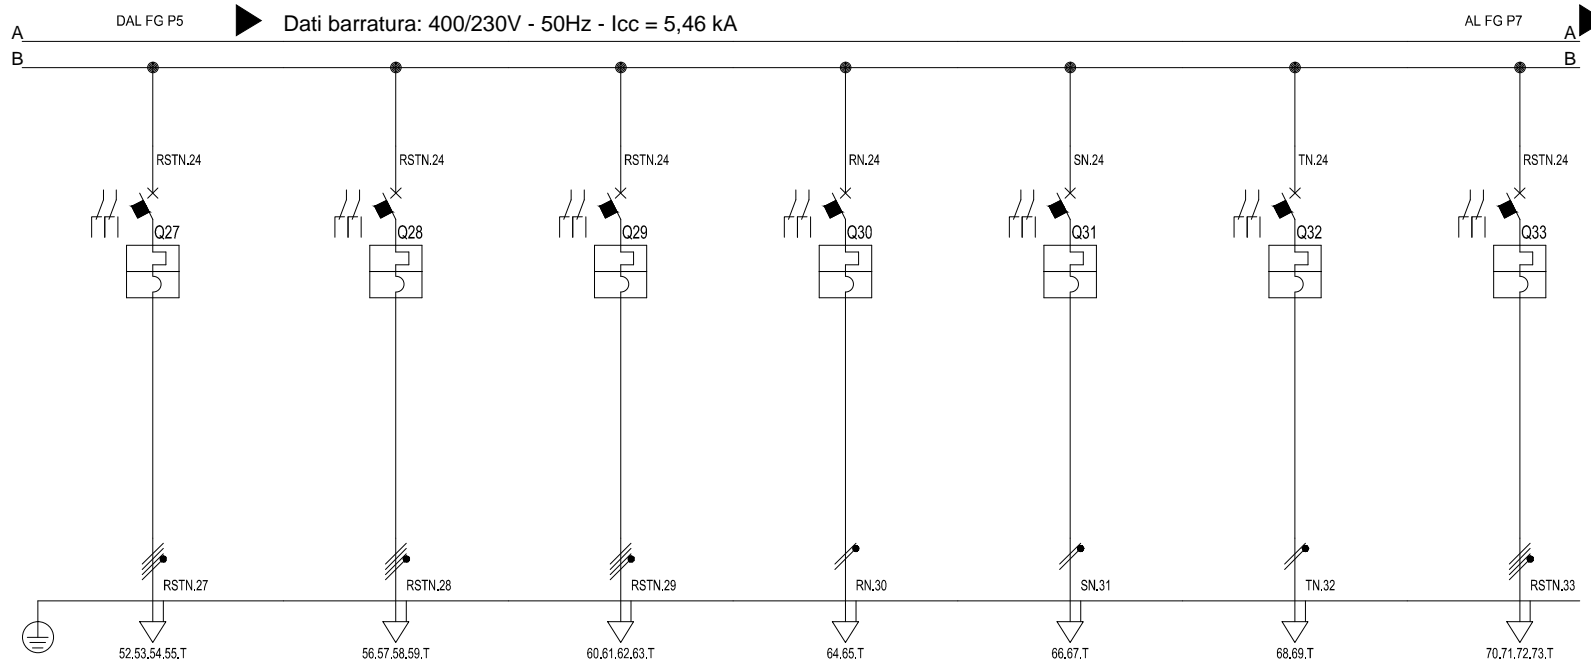 DAL FG P5
Dati barratura: 400/230V - 50Hz - Icc = 5,46 kA
AL FG P7
A
A
B
B
RSTN.24
RSTN.24
RSTN.24
RN.24
SN.24
TN.24
RSTN.24
Q27
Q28
Q29
Q30
Q31
Q32
Q33
RSTN.27
RSTN.28
RSTN.29
RN.30
SN.31
TN.32
RSTN.33
52.53.54.55.T
56.57.58.59.T
60.61.62.63.T
64.65.T
66.67.T
68.69.T
70.71.72.73.T